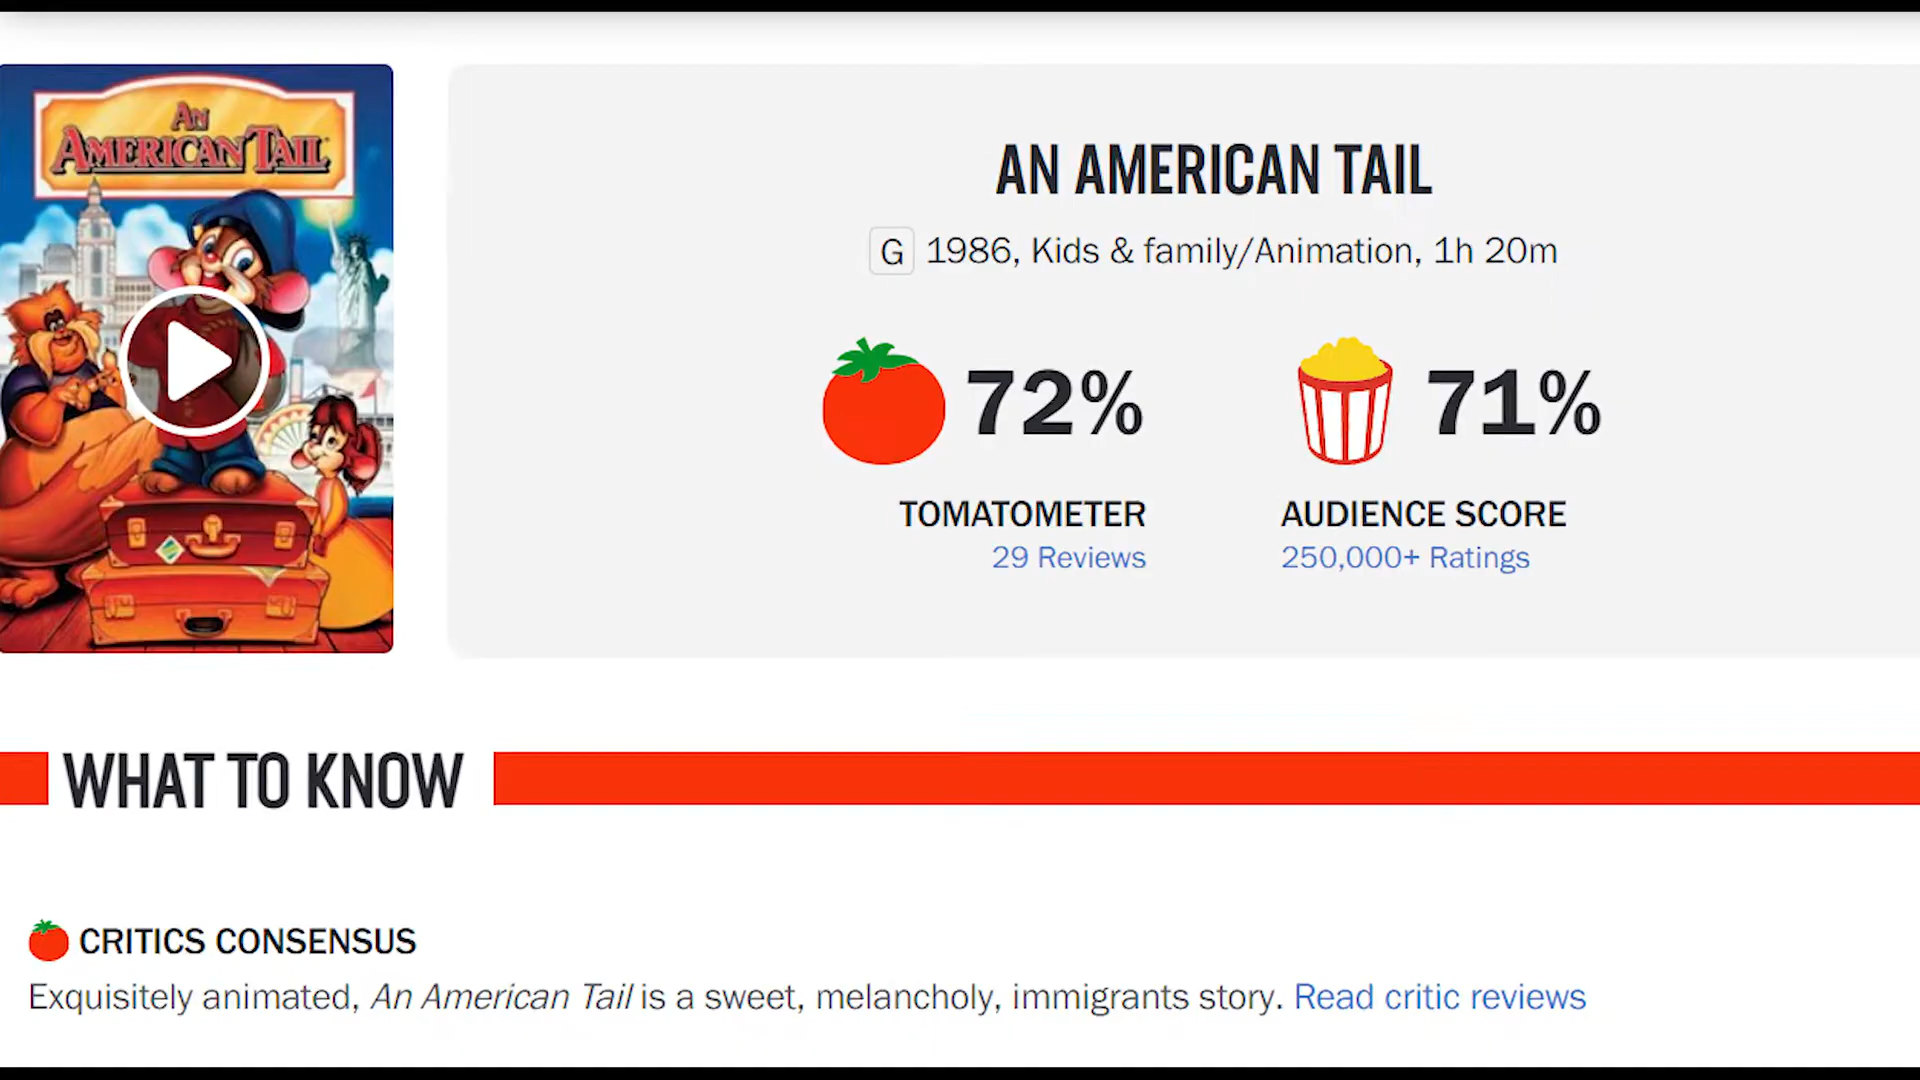 AN
AMERICAN TAIL
AN AMERICAN TAIL
G 1986, Kids & family/Animation, 1h 20m
72% 71%
TOMATOMETER AUDIENCE SCORE
29 Reviews 250,000+ Ratings
WHAT TO KNOW
CRITICS CONSENSUS
Exquisitely animated, An American Tail is a sweet, melancholy, immigrants story. Read critic reviews